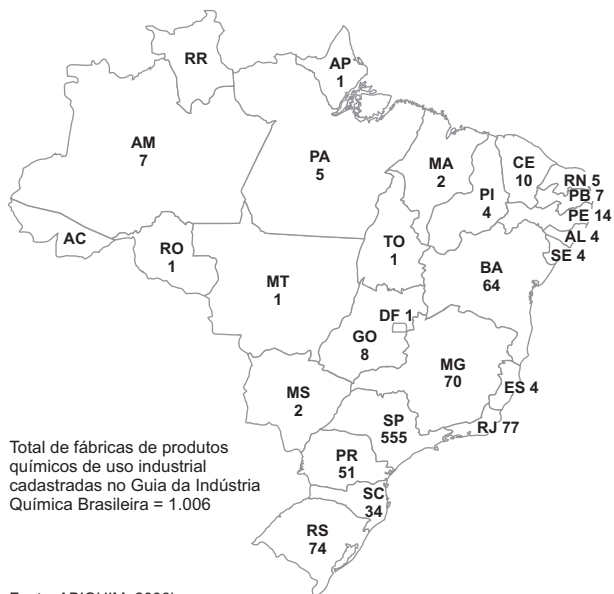 RR
AP
1
AM
7
PA
5
MA
2
CE
10
RN 5
PB 7
PI
4
PE 14
AL 4
SE 4
AC
RO
1
TO
1
BA
64
MT
1
DF 1
GO
8
MG
70
ES 4
MS
2
SP
555
RJ 77
PR
51
SC
34
RS
74
Total de fábricas de produtos
químicos de uso industrial
cadastradas no Guia da Indústria
Química Brasileira = 1.006